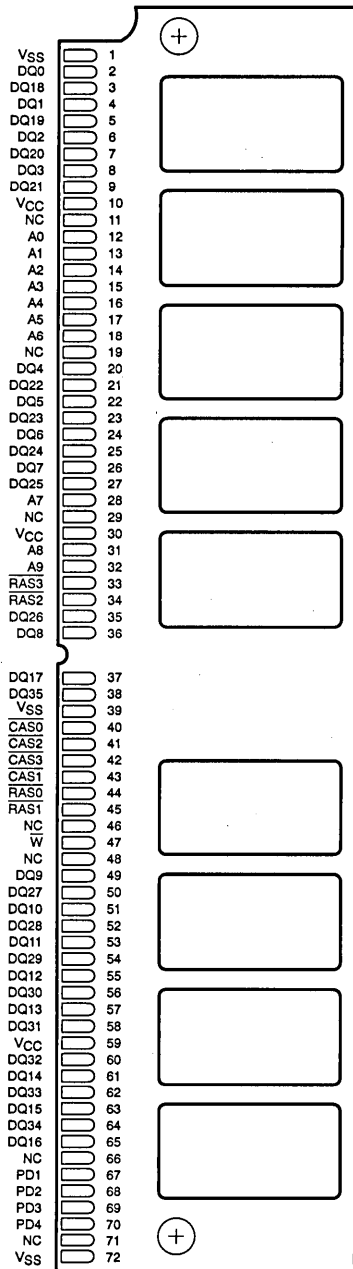 VSS 1
DQ0 2
DQ18 3
DQ1 4
DQ19 5
DQ2 6
DQ20 7
DQ3 8
DQ21 9
VCC 10
NC 11
A0 12
A1 13
A2 14
A3 15
A4 16
A5 17
A6 18
NC 19
DQ4 20
DQ22 21
DQ5 22
DQ23 23
DQ6 24
DQ24 25
DQ7 26
DQ25 27
A7 28
NC 29
VCC 30
A8 31
A9 32
RAS3 33
RAS2 34
DQ26 35
DQ8 36
DQ17 37
DQ35 38
VSS 39
CAS0 40
CAS2 41
CAS3 42
CAS1 43
RAS0 44
RAS1 45
NC 46
W 47
NC 48
DQ9 49
DQ27 50
DQ10 51
DQ28 52
DQ11 53
DQ29 54
DQ12 55
DQ30 56
DQ13 57
DQ31 58
VCC 59
DQ32 60
DQ14 61
DQ33 62
DQ15 63
DQ34 64
DQ16 65
NC 66
PD1 67
PD2 68
PD3 69
PD4 70
NC 71
VSS 72